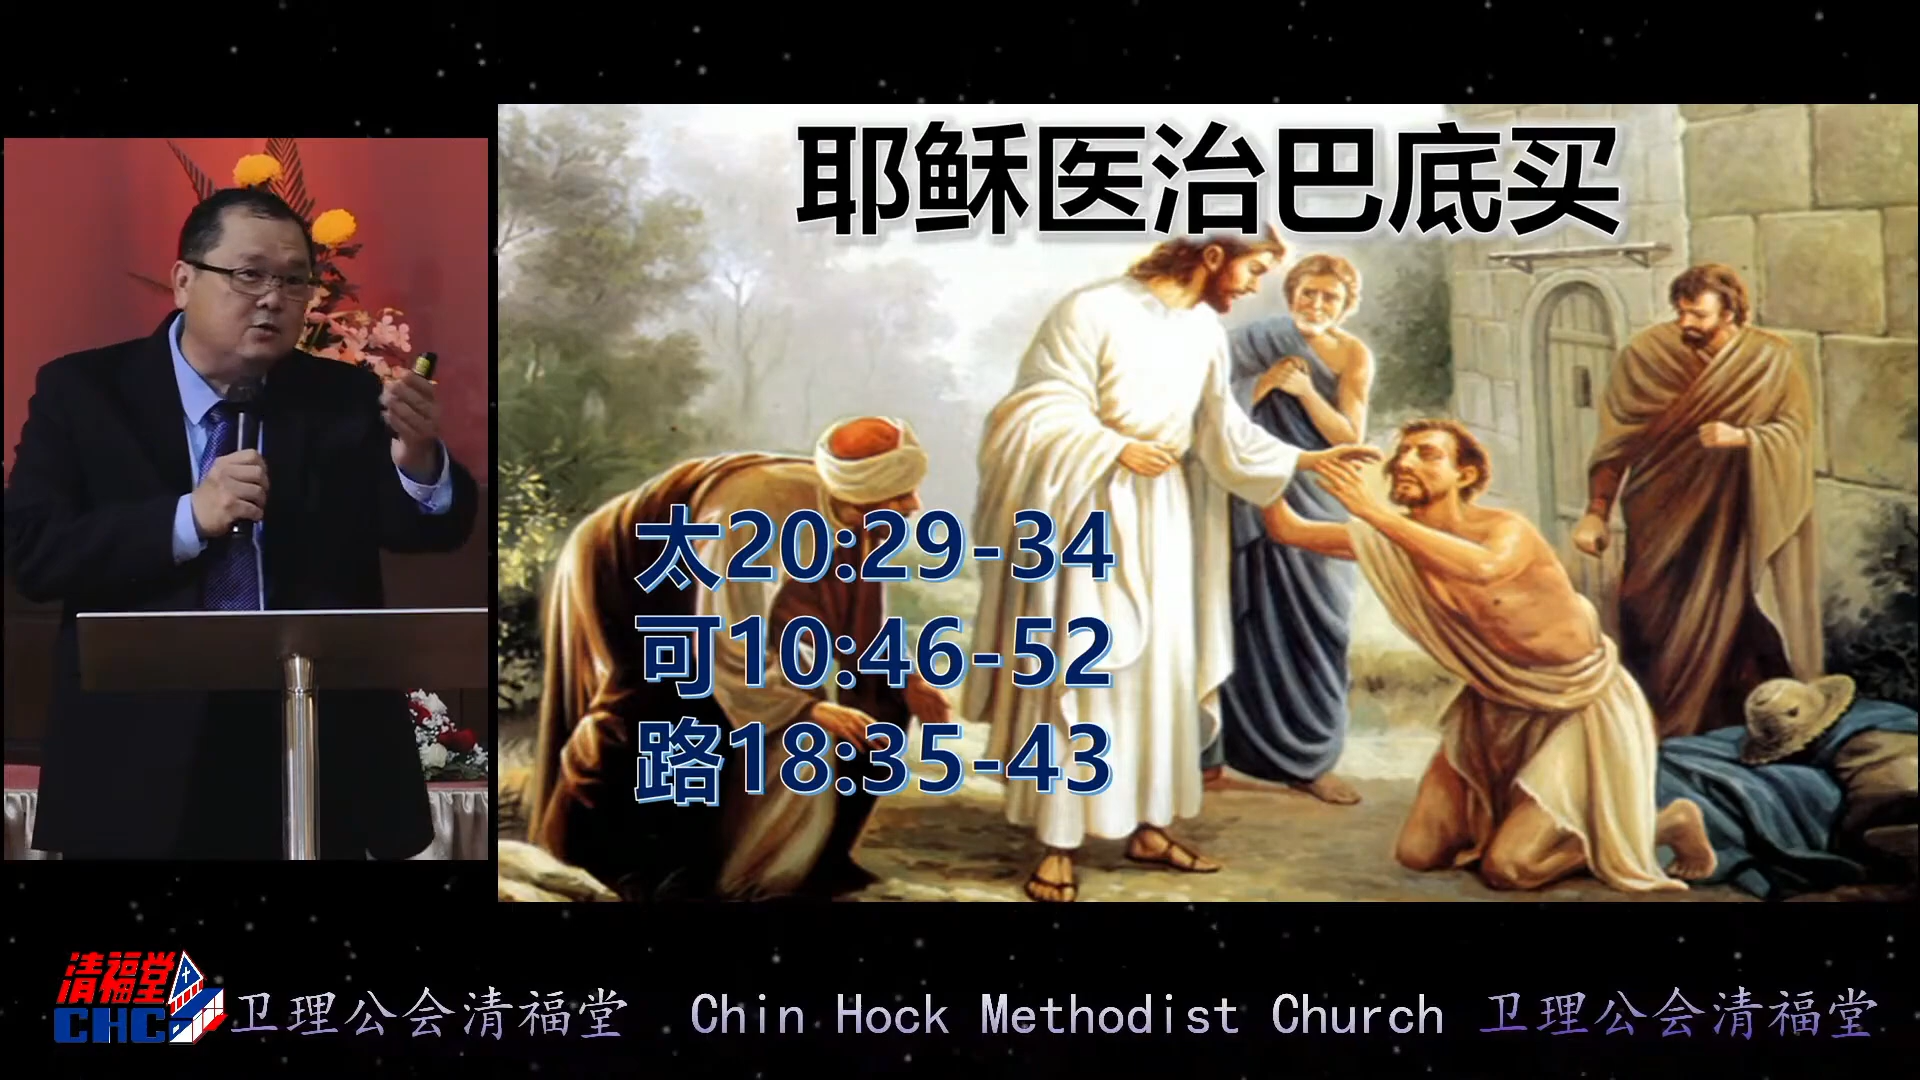 耶稣医治巴底买
太20:29-34
可10:46-52
路18:35-43
清福堂
CHC
卫理公会清福堂 Chin Hock Methodist Church 卫理公会清福堂